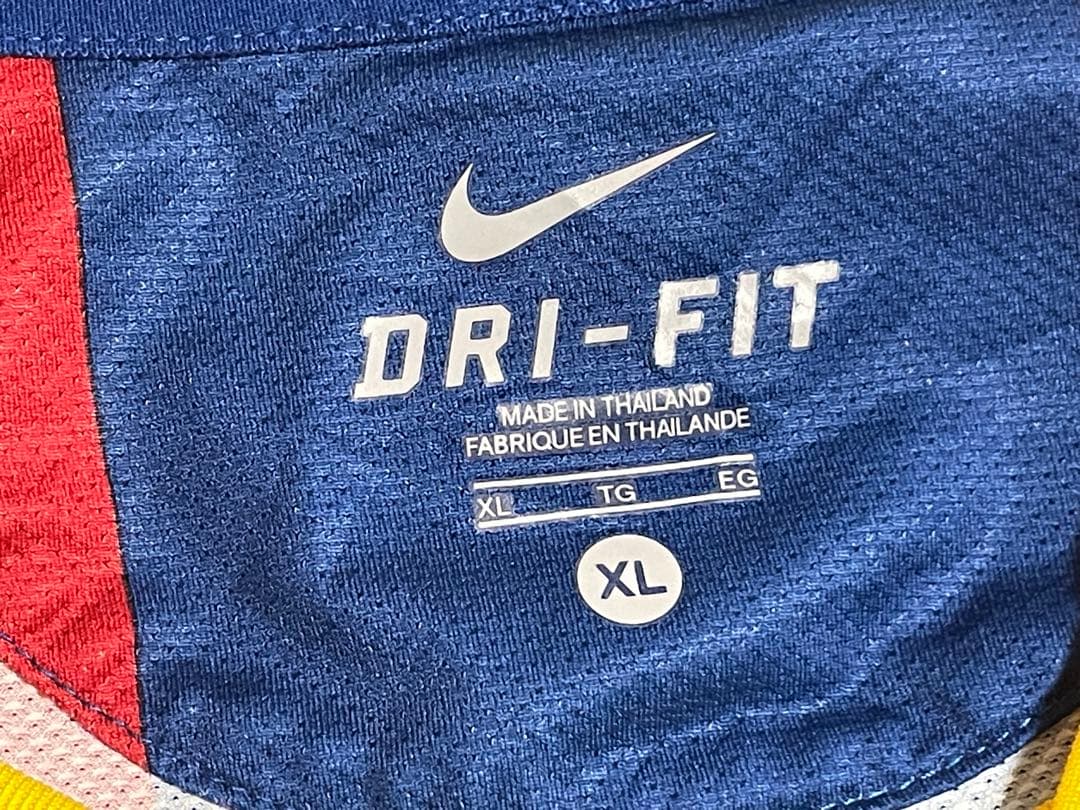 DRI-FIT
MADE IN THAILAND
FABRIQUE EN THAILANDE
XL TG EG
XL